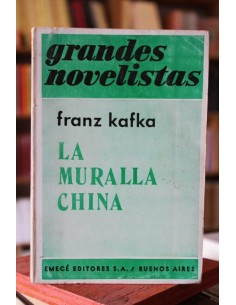 grandes
novelistas
franz kafka
LA
MURALLA
CHINA
EMECÉ EDITORES S.A. / BUENOS AIRES